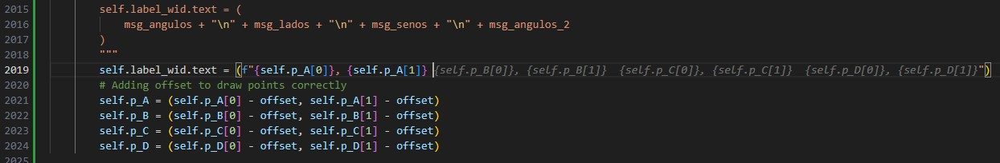 2015 self.label_wid.text = (
2016 msg_angulos + "\n" + msg_lados + "\n" + msg_senos + "\n" + msg_angulos_2
2017 )
2018 """
2019 self.label_wid.text = (f"{self.p_A[0]}, {self.p_A[1]} {self.p_B[0]}, {self.p_B[1]}  {self.p_C[0]}, {self.p_C[1]}  {self.p_D[0]}, {self.p_D[1]}")
2020 # Adding offset to draw points correctly
2021 self.p_A = (self.p_A[0] - offset, self.p_A[1] - offset)
2022 self.p_B = (self.p_B[0] - offset, self.p_B[1] - offset)
2023 self.p_C = (self.p_C[0] - offset, self.p_C[1] - offset)
2024 self.p_D = (self.p_D[0] - offset, self.p_D[1] - offset)
2025